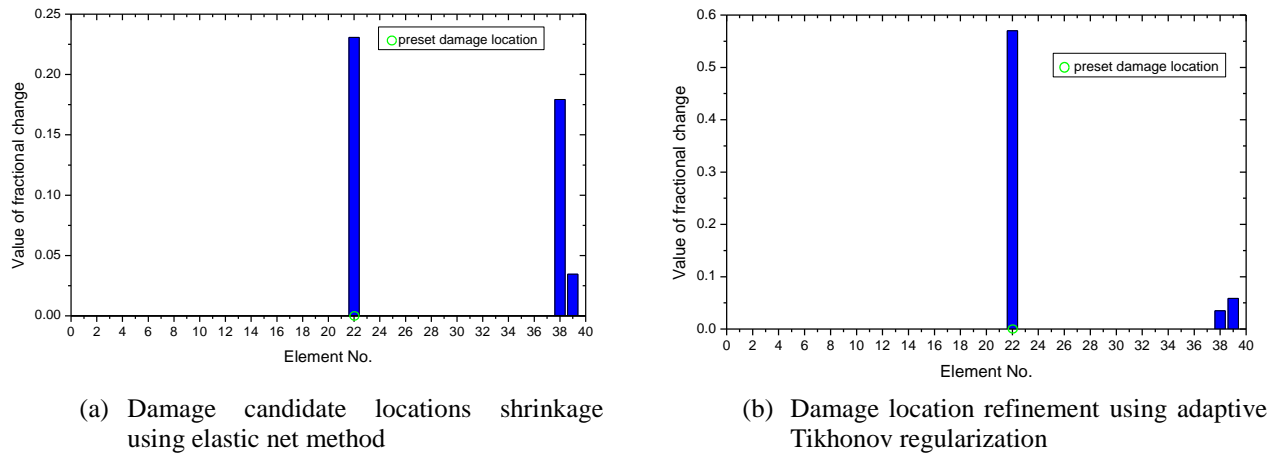 0.25
0.20
0.15
0.10
0.05
0.00
Value of fractional change
preset damage location
0 2 4 6 8 10 12 14 16 18 20 22 24 26 28 30 32 34 36 38 40
Element No.
(a) Damage candidate locations shrinkage
using elastic net method
0.6
0.5
0.4
0.3
0.2
0.1
0.0
Value of fractional change
preset damage location
0 2 4 6 8 10 12 14 16 18 20 22 24 26 28 30 32 34 36 38 40
Element No.
(b) Damage location refinement using adaptive
Tikhonov regularization